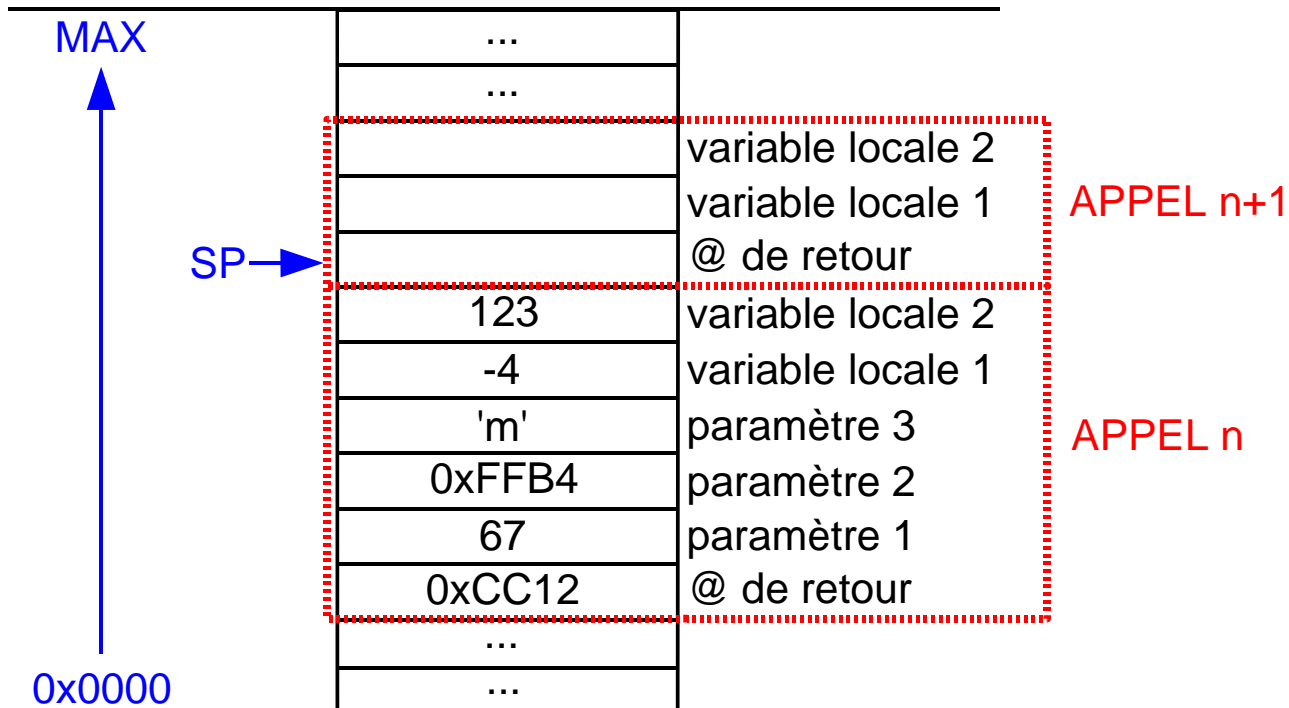 MAX
...
...
variable locale 2
variable locale 1
APPEL n+1
SP
@ de retour
123
variable locale 2
-4
variable locale 1
'm'
paramètre 3
APPEL n
0xFFB4
paramètre 2
67
paramètre 1
0xCC12
@ de retour
...
0x0000
...